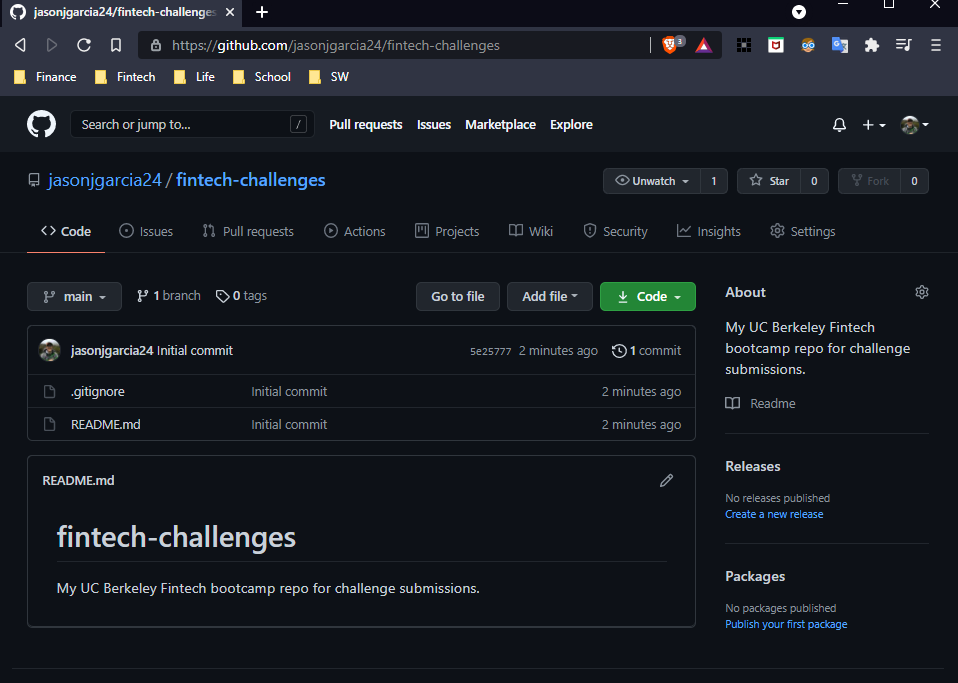 jasonjgarcia24/fintech-challenges
https://github.com/jasonjgarcia24/fintech-challenges 3
Finance Fintech Life School SW
Search or jump to... / Pull requests Issues Marketplace Explore
jasonjgarcia24 / fintech-challenges Unwatch 1 Star 0 Fork 0
Code Issues Pull requests Actions Projects Wiki Security Insights Settings
main 1 branch 0 tags Go to file Add file Code
jasonjgarcia24 Initial commit 5e25777 2 minutes ago 1 commit
.gitignore Initial commit 2 minutes ago
README.md Initial commit 2 minutes ago
README.md
fintech-challenges
My UC Berkeley Fintech bootcamp repo for challenge submissions.
About
My UC Berkeley Fintech
bootcamp repo for challenge
submissions.
Readme
Releases
No releases published
Create a new release
Packages
No packages published
Publish your first package